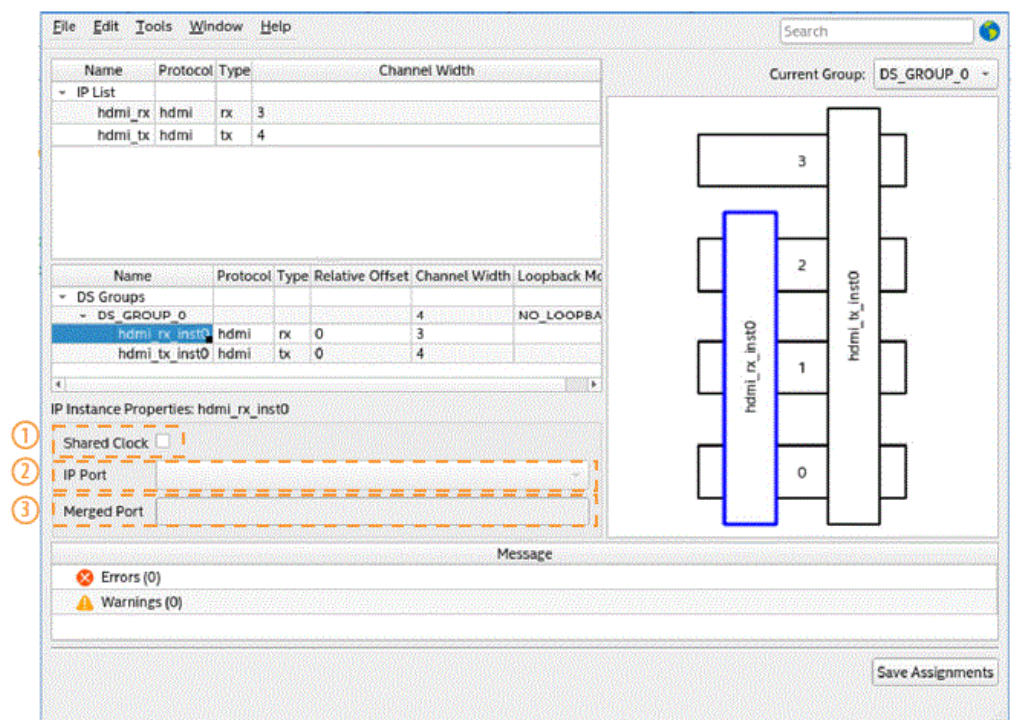 File Edit Tools Window Help
Search
Name Protocol Type Channel Width
IP List
hdmi_rx hdmi rx 3
hdmi_tx hdmi tx 4
Current Group: DS_GROUP_0
3
2
1
0
hdmi_rx_inst0
hdmi_tx_inst0
Name Protocol Type Relative Offset Channel Width Loopback Mo
DS Groups
DS_GROUP_0 4 NO_LOOPBA
hdmi_rx_inst0 hdmi rx 0 3
hdmi_tx_inst0 hdmi tx 0 4
IP Instance Properties: hdmi_rx_inst0
1 Shared Clock
2 IP Port
3 Merged Port
Message
Errors (0)
Warnings (0)
Save Assignments